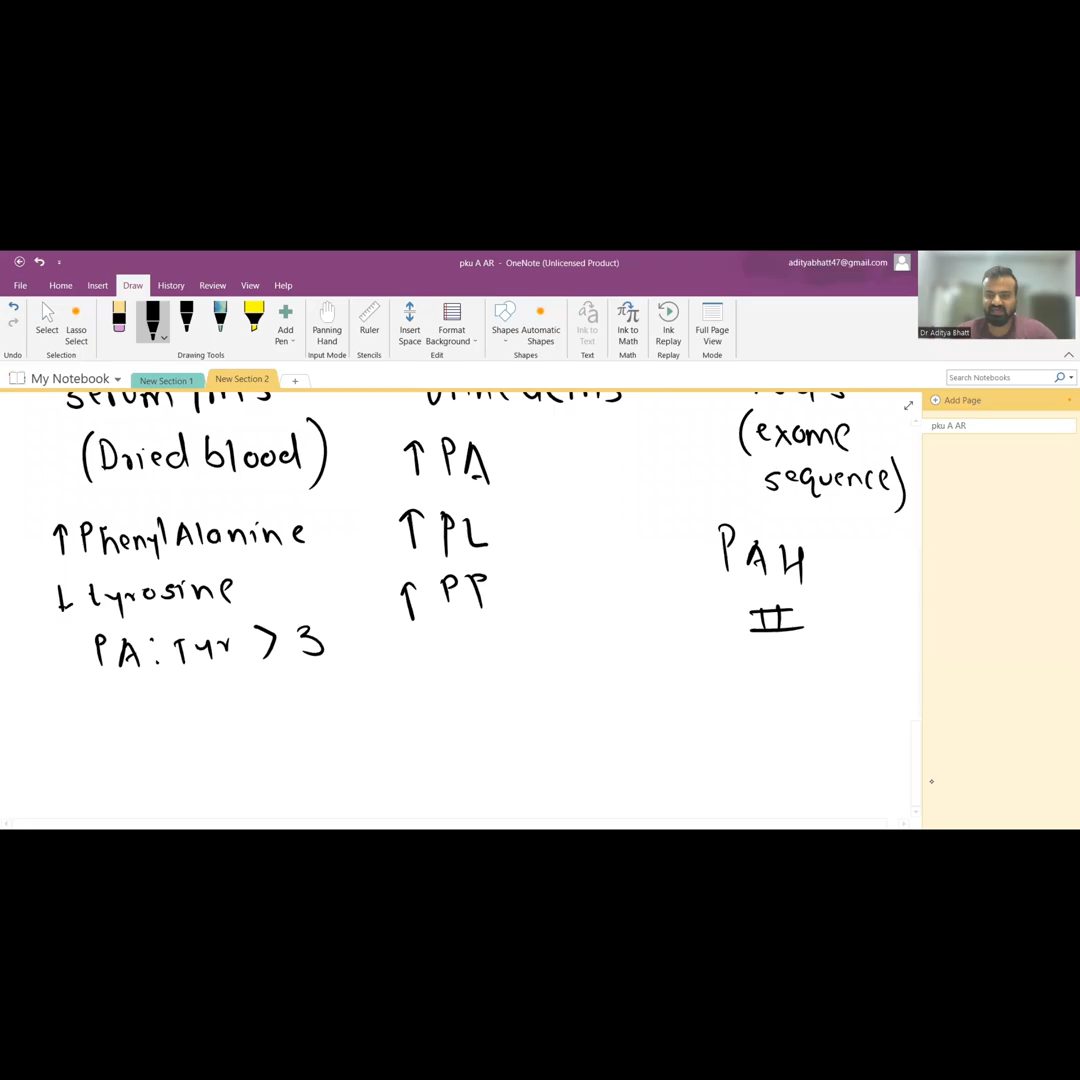 pku A AR - OneNote (Unlicensed Product)
adityabhatt47@gmail.com
File Home Insert Draw History Review View Help
Undo
Select
Lasso Select
Selection
Drawing Tools
Add Pen
Panning Hand
Input Mode
Ruler
Stencils
Insert Space
Format Background
Edit
Shapes
Automatic Shapes
Shapes
Ink to Text
Text
Ink to Math
Math
Ink Replay
Replay
Full Page View
Mode
Dr Aditya Bhatt
My Notebook
New Section 1
New Section 2
Search Notebooks
Add Page
pku A AR
(Dried blood)
↑ PhenylAlanine
↓ tyrosine
PA:Tyr > 3
↑ PA
↑ PL
↑ PP
(exome
sequence)
PAH
II